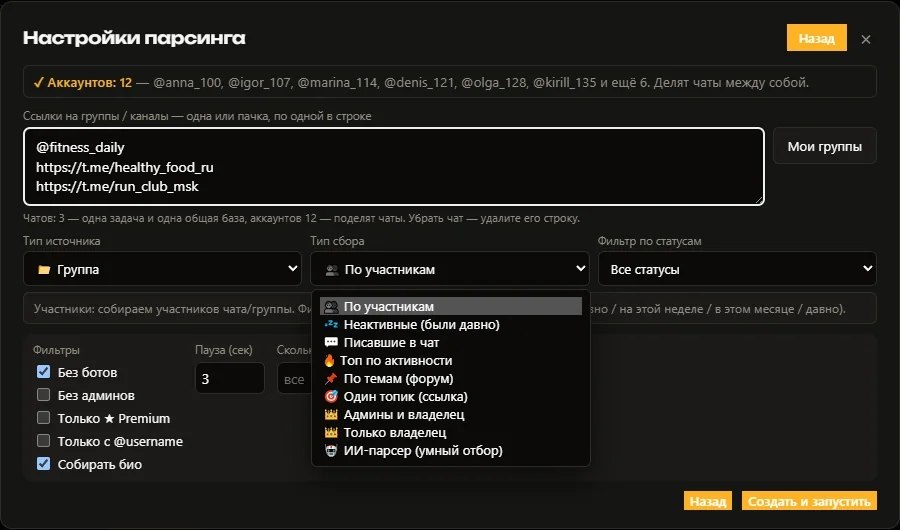 Настройки парсинга
Назад ×
✓ Аккаунтов: 12 — @anna_100, @igor_107, @marina_114, @denis_121, @olga_128, @kirill_135 и ещё 6. Делят чаты между собой.
Ссылки на группы / каналы — одна или пачка, по одной в строке
@fitness_daily
https://t.me/healthy_food_ru
https://t.me/run_club_msk
Мои группы
Чатов: 3 — одна задача и одна общая база, аккаунтов 12 — поделят чаты. Убрать чат — удалите его строку.
Тип источника
Группа
Тип сбора
По участникам
Фильтр по статусам
Все статусы
Участники: собираем участников чата/группы. / на этой неделе / в этом месяце / давно).
По участникам
Неактивные (были давно)
Писавшие в чат
Топ по активности
По темам (форум)
Один топик (ссылка)
Админы и владелец
Только владелец
ИИ-парсер (умный отбор)
Фильтры
Без ботов
Без админов
Только ★ Premium
Только с @username
Собирать био
Пауза (сек)
3
все
Назад
Создать и запустить